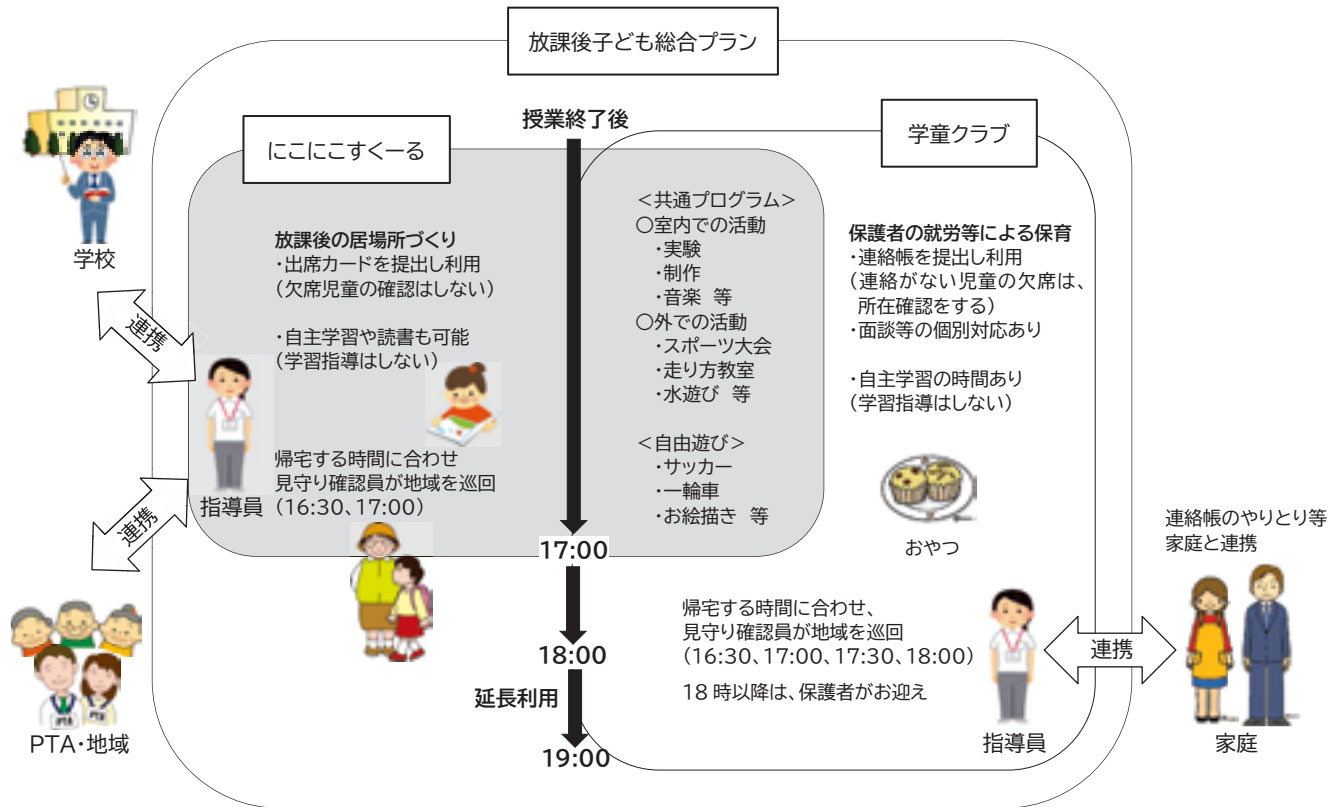 放課後子ども総合プラン
授業終了後
にこにこすくーる
学童クラブ
学校
連携
連携
PTA・地域
放課後の居場所づくり
・出席カードを提出し利用
（欠席児童の確認はしない）
・自主学習や読書も可能
（学習指導はしない）
帰宅する時間に合わせ
見守り確認員が地域を巡回
（16:30、17:00）
指導員
＜共通プログラム＞
○室内での活動
・実験
・制作
・音楽　等
○外での活動
・スポーツ大会
・走り方教室
・水遊び　等
＜自由遊び＞
・サッカー
・一輪車
・お絵描き　等
保護者の就労等による保育
・連絡帳を提出し利用
（連絡がない児童の欠席は、
所在確認をする）
・面談等の個別対応あり
・自主学習の時間あり
（学習指導はしない）
おやつ
17:00
18:00
延長利用
19:00
帰宅する時間に合わせ、
見守り確認員が地域を巡回
（16:30、17:00、17:30、18:00）
18 時以降は、保護者がお迎え
指導員
連携
連絡帳のやりとり等
家庭と連携
家庭
PTA
PTA